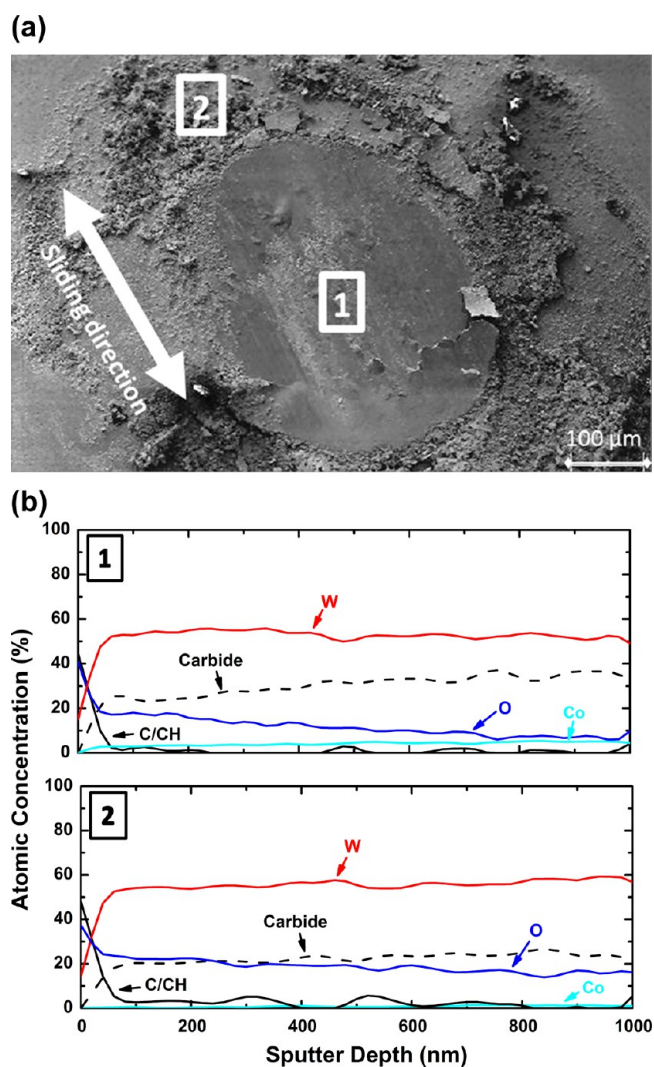 (a)
2
Sliding direction
1
100 µm
(b)
Atomic Concentration (%)
100
80
60
40
20
0
1
W
Carbide
C/CH
O
Co
100
80
60
40
20
0
2
W
Carbide
C/CH
O
Co
0
200
400
600
800
1000
Sputter Depth (nm)